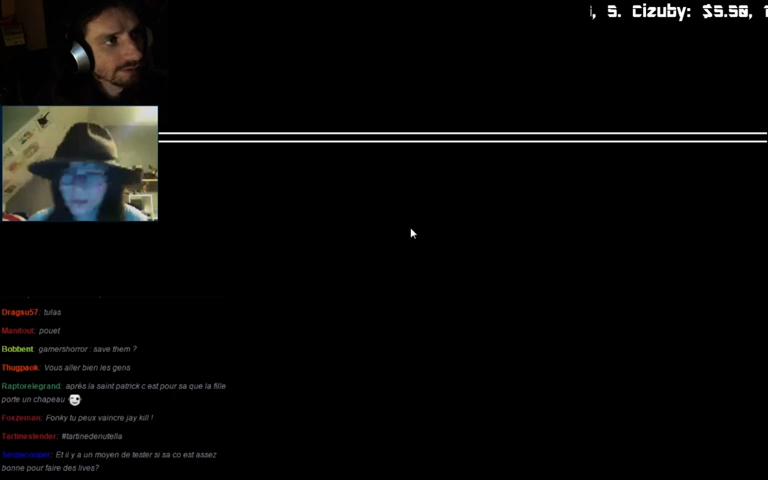 , 5. Cizuby: $5.50,
Dragsu57: tulas
Manitout: pouet
Bobbent: gamershorror : save them ?
Thugpaok: Vous aller bien les gens
Raptorelegrand: après la saint patrick c est pour sa que la fille
porte un chapeau
Foxzeman: Fonky tu peux vaincre jay kill !
Tartineslender: #tartinedenutella
Et il y a un moyen de tester si sa co est assez
bonne pour faire des lives?